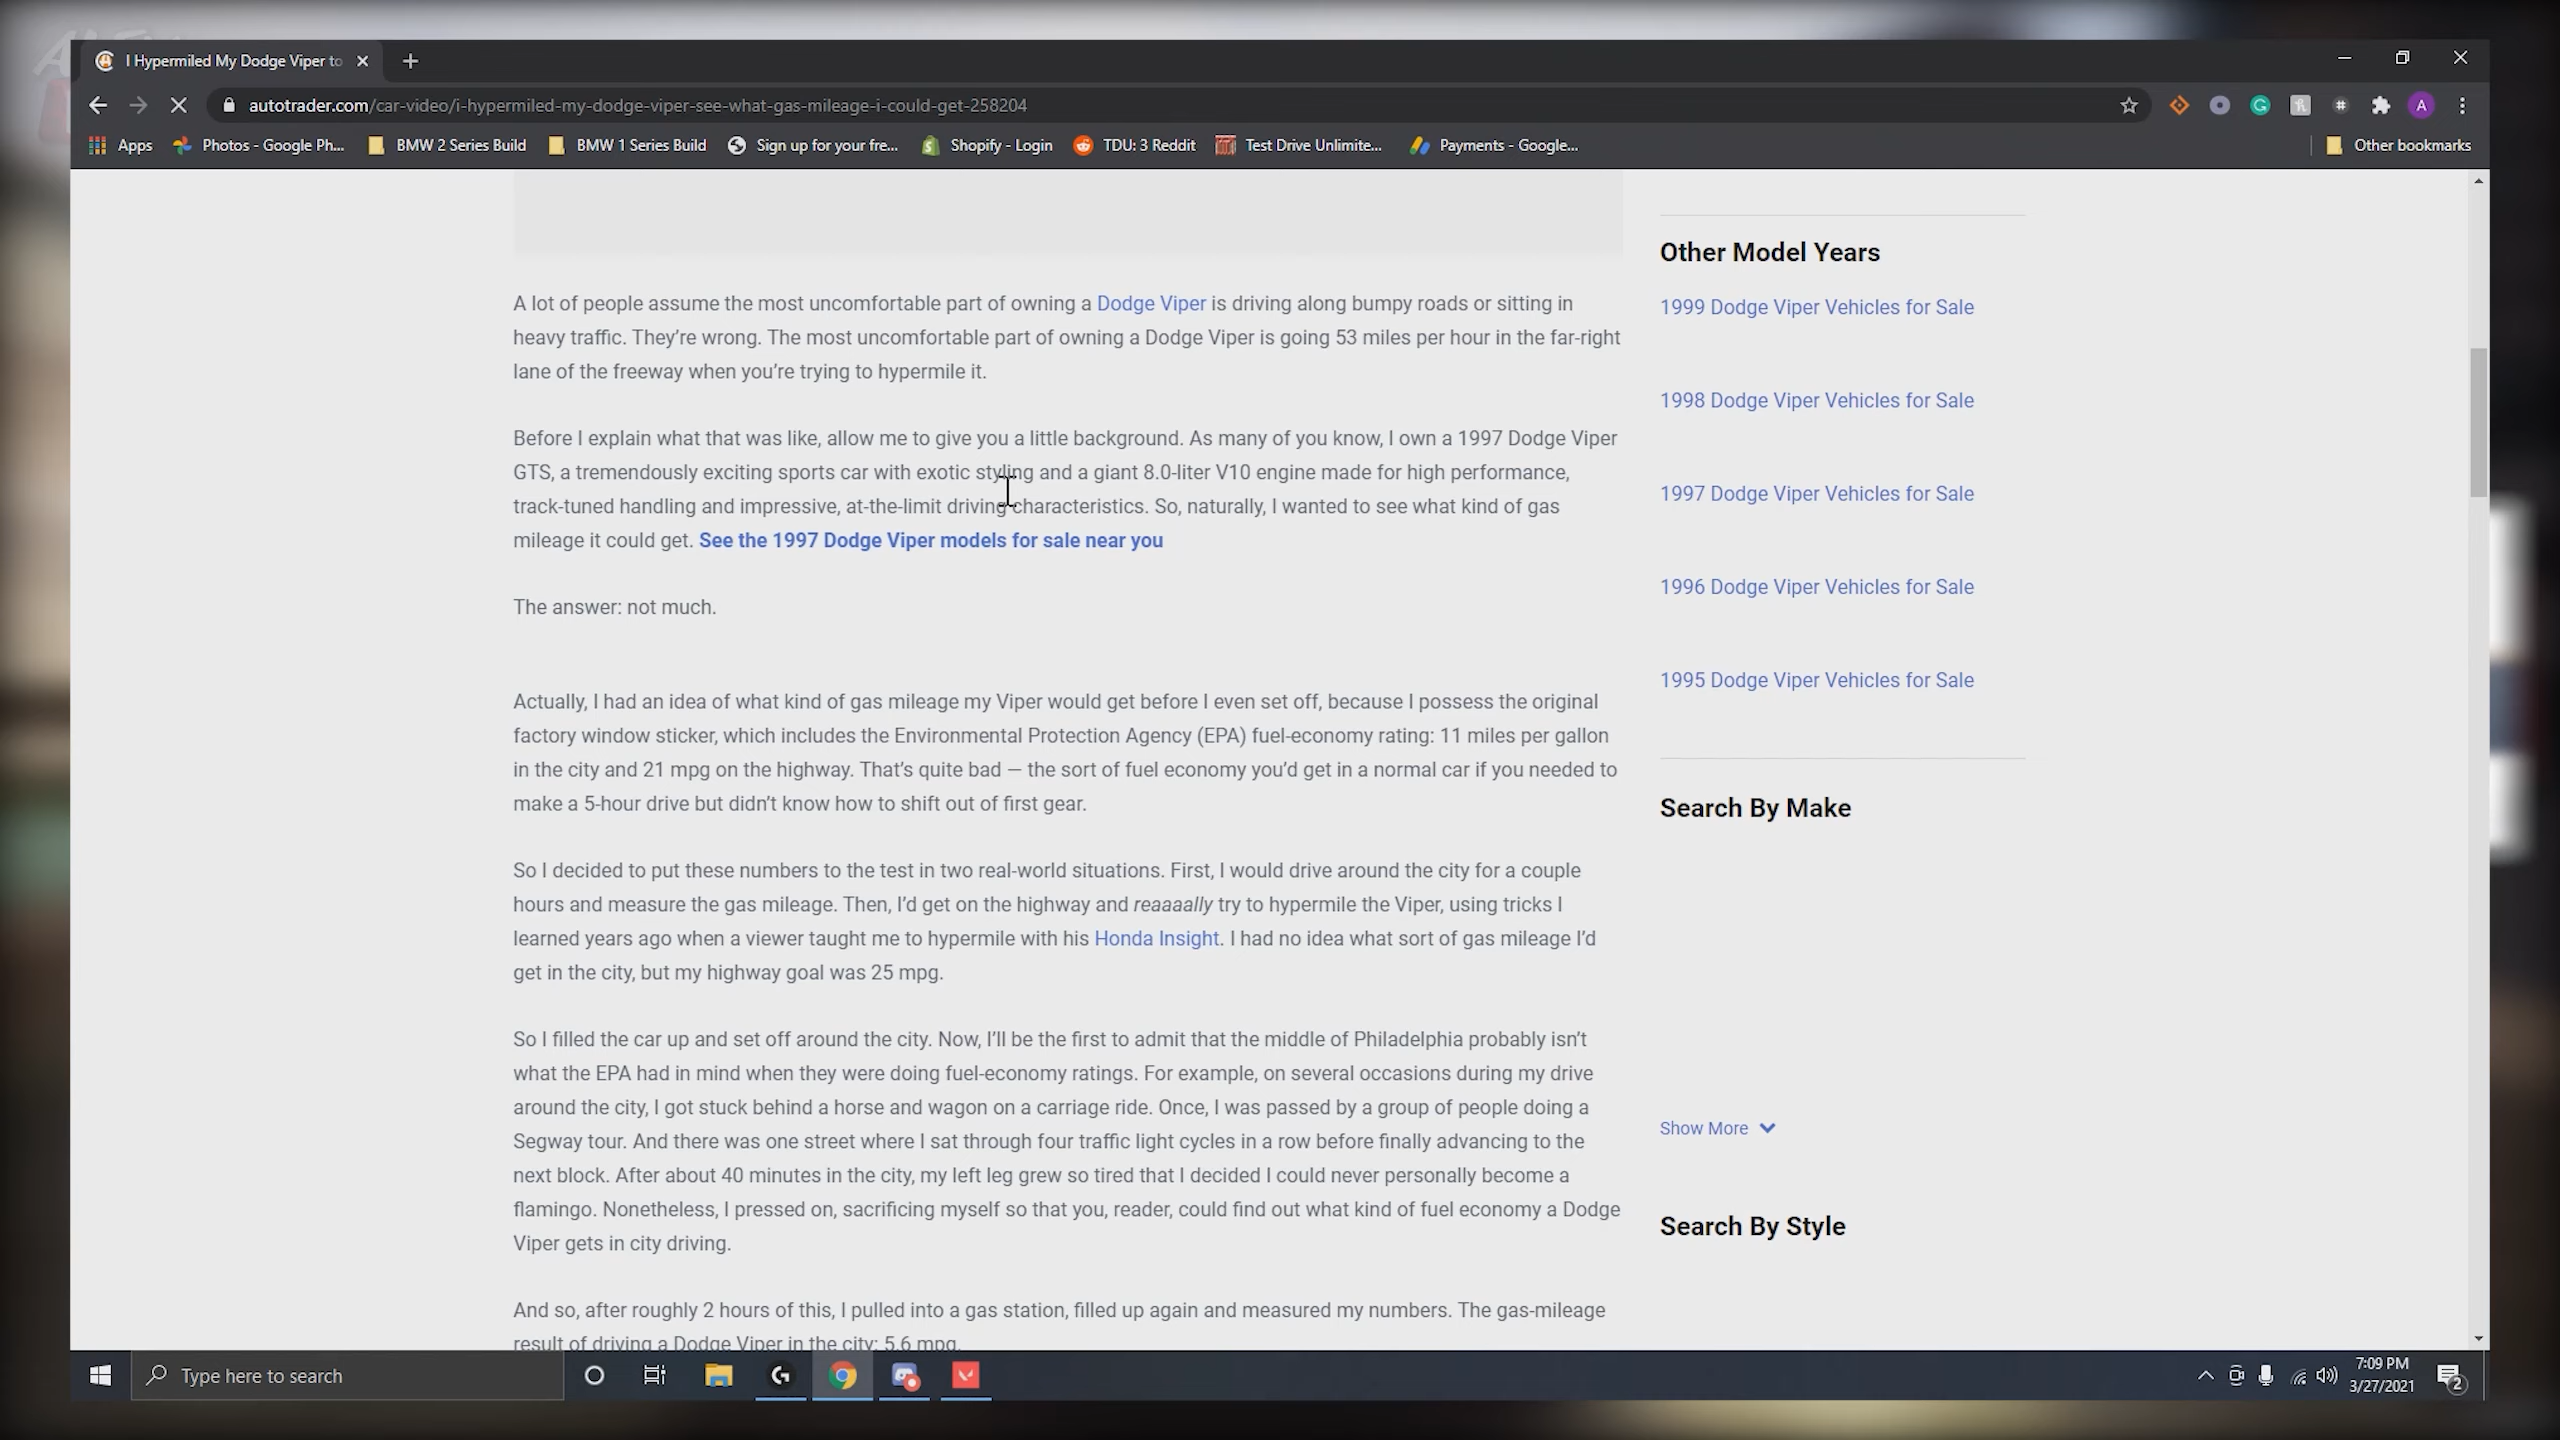 I Hypermiled My Dodge Viper to
autotrader.com/car-video/i-hypermiled-my-dodge-viper-see-what-gas-mileage-i-could-get-258204
Apps
Photos - Google Ph...
BMW 2 Series Build
BMW 1 Series Build
Sign up for your fre...
Shopify - Login
TDU: 3 Reddit
Test Drive Unlimite...
Payments - Google...
Other bookmarks
A lot of people assume the most uncomfortable part of owning a Dodge Viper is driving along bumpy roads or sitting in
heavy traffic. They're wrong. The most uncomfortable part of owning a Dodge Viper is going 53 miles per hour in the far-right
lane of the freeway when you're trying to hypermile it.
Before I explain what that was like, allow me to give you a little background. As many of you know, I own a 1997 Dodge Viper
GTS, a tremendously exciting sports car with exotic styling and a giant 8.0-liter V10 engine made for high performance,
track-tuned handling and impressive, at-the-limit driving characteristics. So, naturally, I wanted to see what kind of gas
mileage it could get. See the 1997 Dodge Viper models for sale near you
The answer: not much.
Actually, I had an idea of what kind of gas mileage my Viper would get before I even set off, because I possess the original
factory window sticker, which includes the Environmental Protection Agency (EPA) fuel-economy rating: 11 miles per gallon
in the city and 21 mpg on the highway. That's quite bad — the sort of fuel economy you'd get in a normal car if you needed to
make a 5-hour drive but didn't know how to shift out of first gear.
So I decided to put these numbers to the test in two real-world situations. First, I would drive around the city for a couple
hours and measure the gas mileage. Then, I'd get on the highway and reaaaally try to hypermile the Viper, using tricks I
learned years ago when a viewer taught me to hypermile with his Honda Insight. I had no idea what sort of gas mileage I'd
get in the city, but my highway goal was 25 mpg.
So I filled the car up and set off around the city. Now, I'll be the first to admit that the middle of Philadelphia probably isn't
what the EPA had in mind when they were doing fuel-economy ratings. For example, on several occasions during my drive
around the city, I got stuck behind a horse and wagon on a carriage ride. Once, I was passed by a group of people doing a
Segway tour. And there was one street where I sat through four traffic light cycles in a row before finally advancing to the
next block. After about 40 minutes in the city, my left leg grew so tired that I decided I could never personally become a
flamingo. Nonetheless, I pressed on, sacrificing myself so that you, reader, could find out what kind of fuel economy a Dodge
Viper gets in city driving.
And so, after roughly 2 hours of this, I pulled into a gas station, filled up again and measured my numbers. The gas-mileage
result of driving a Dodge Viper in the city: 5.6 mpg.
Other Model Years
1999 Dodge Viper Vehicles for Sale
1998 Dodge Viper Vehicles for Sale
1997 Dodge Viper Vehicles for Sale
1996 Dodge Viper Vehicles for Sale
1995 Dodge Viper Vehicles for Sale
Search By Make
Show More
Search By Style
Type here to search
7:09 PM
3/27/2021
2